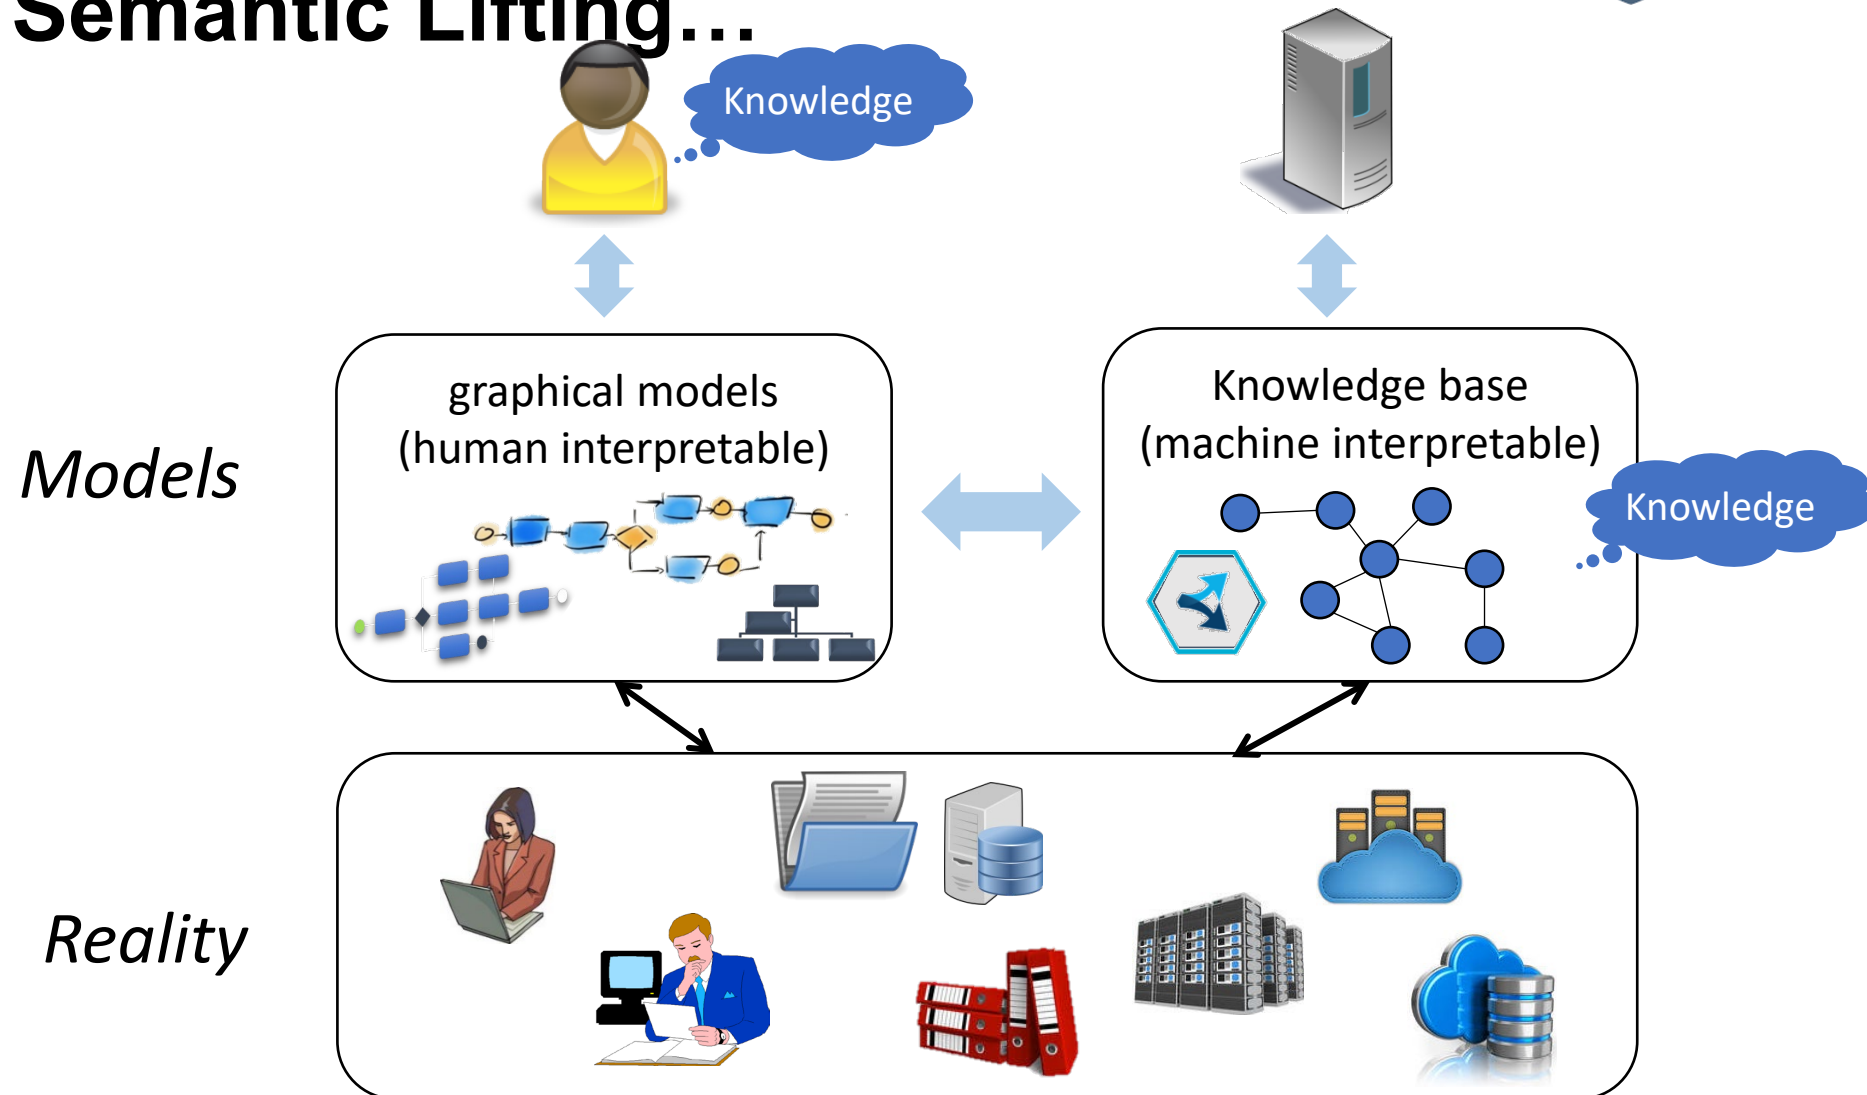 Semantic Lifting...
Knowledge
graphical models
(human interpretable)
Knowledge base
(machine interpretable)
Models
Knowledge
Reality